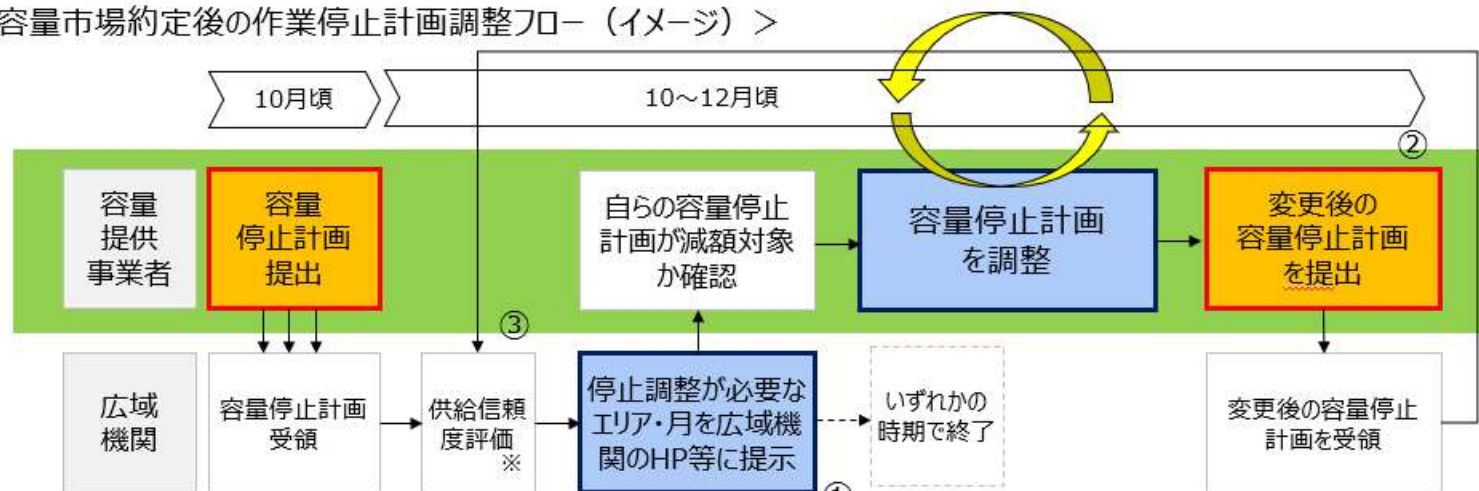 容量市場約定後の作業停止計画調整フロー（イメージ）＞
10月頃
10～12月頃
②
容量
提供
事業者
容量
停止計画
提出
自らの容量停止
計画が減額対象
か確認
容量停止計画
を調整
変更後の
容量停止計画
を提出
③
広域
機関
容量停止計画
受領
供給信頼
度評価
※
停止調整が必要な
エリア・月を広域機
関のHP等に提示
いずれかの
時期で終了
変更後の容量停止
計画を受領
①